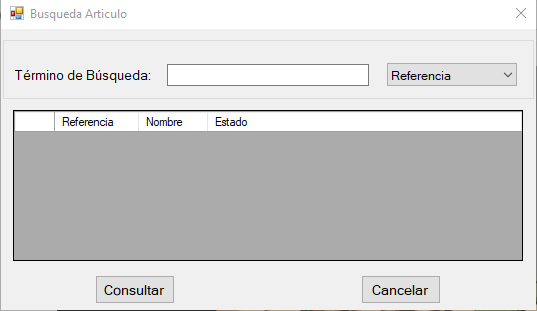 Busqueda Articulo
Término de Búsqueda: Referencia
Referencia Nombre Estado
Consultar Cancelar